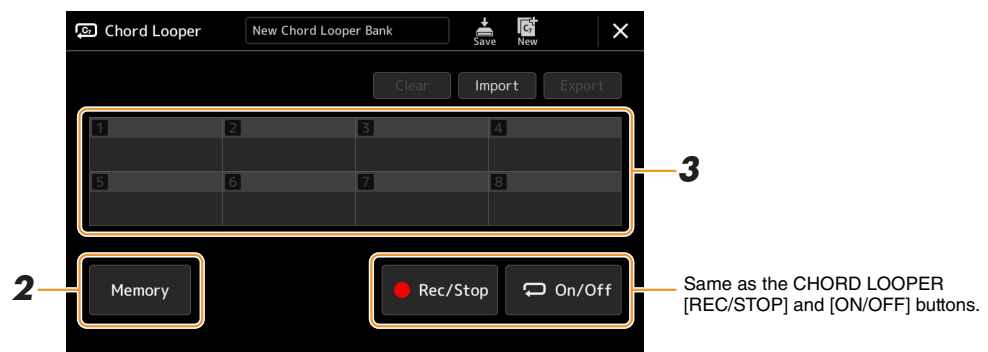 Chord Looper
New Chord Looper Bank
Save
New
Clear
Import
Export
1
2
3
4
5
6
7
8
3
2
Memory
Rec/Stop
On/Off
Same as the CHORD LOOPER
[REC/STOP] and [ON/OFF] buttons.